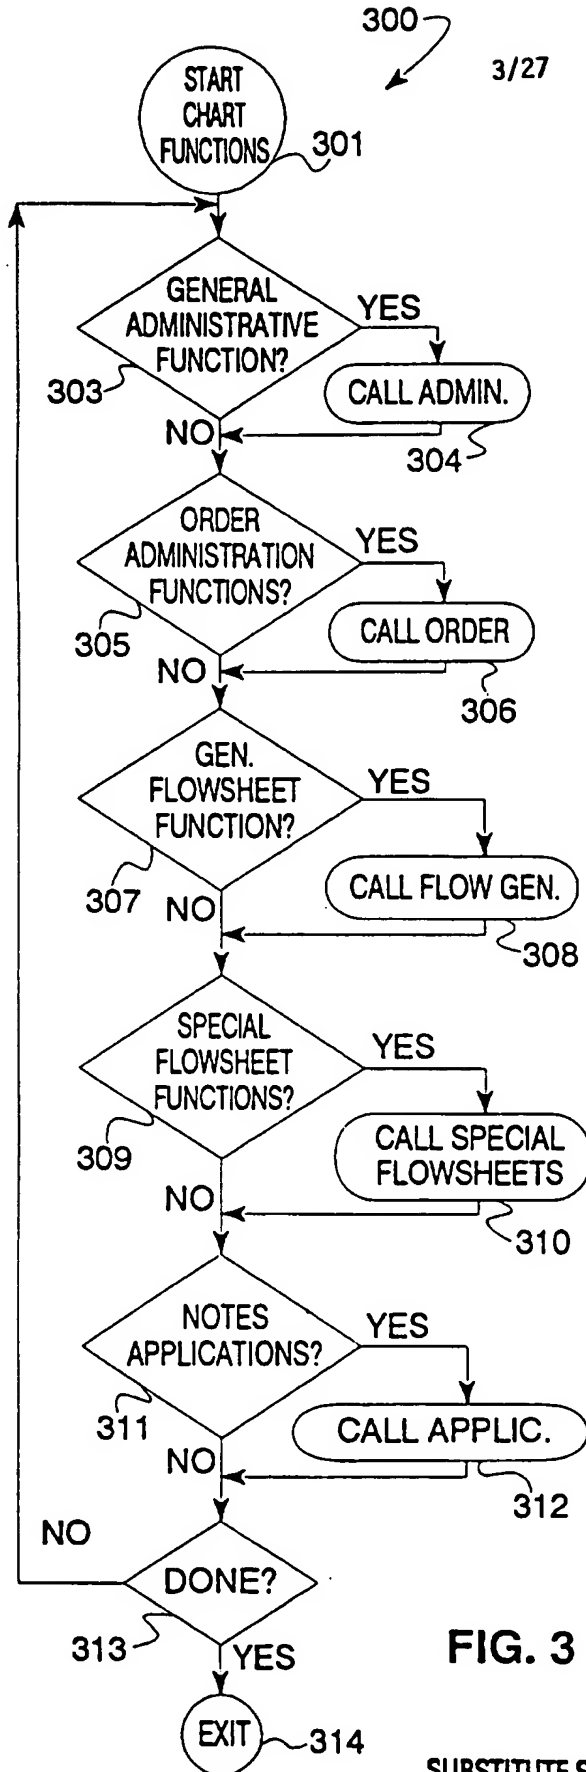 300
3/27
START
CHART
FUNCTIONS
301
GENERAL
ADMINISTRATIVE
FUNCTION?
YES
303
CALL ADMIN.
NO
304
ORDER
ADMINISTRATION
FUNCTIONS?
YES
305
CALL ORDER
NO
306
GEN.
FLOWSHEET
FUNCTION?
YES
307
CALL FLOW GEN.
NO
308
SPECIAL
FLOWSHEET
FUNCTIONS?
YES
309
CALL SPECIAL
FLOWSHEETS
NO
310
NOTES
APPLICATIONS?
YES
311
CALL APPLIC.
NO
312
NO
DONE?
313
YES
FIG. 3
EXIT
314
SUBSTITUTE S